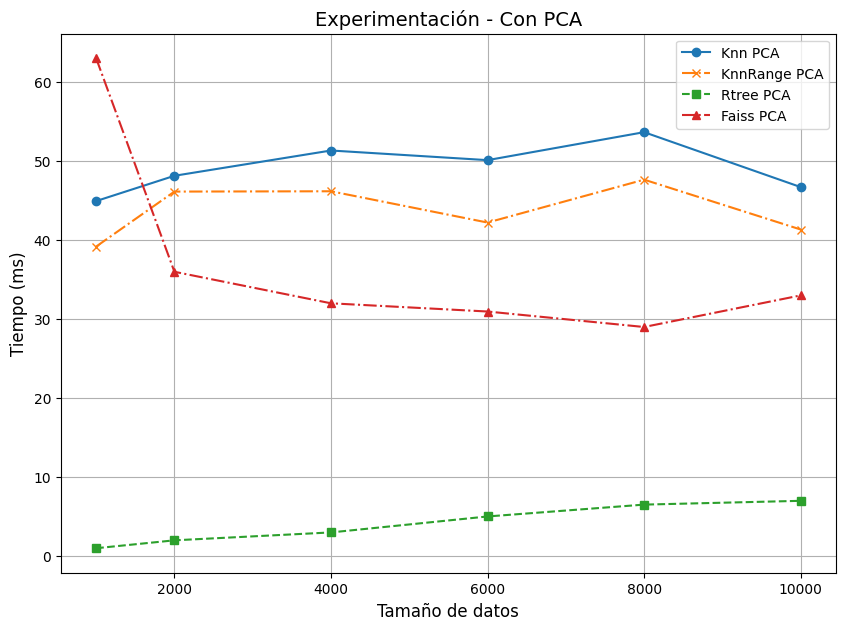 Experimentación - Con PCA
Knn PCA
KnnRange PCA
Rtree PCA
Faiss PCA
Tiempo (ms)
60
50
40
30
20
10
0
2000
4000
6000
8000
10000
Tamaño de datos